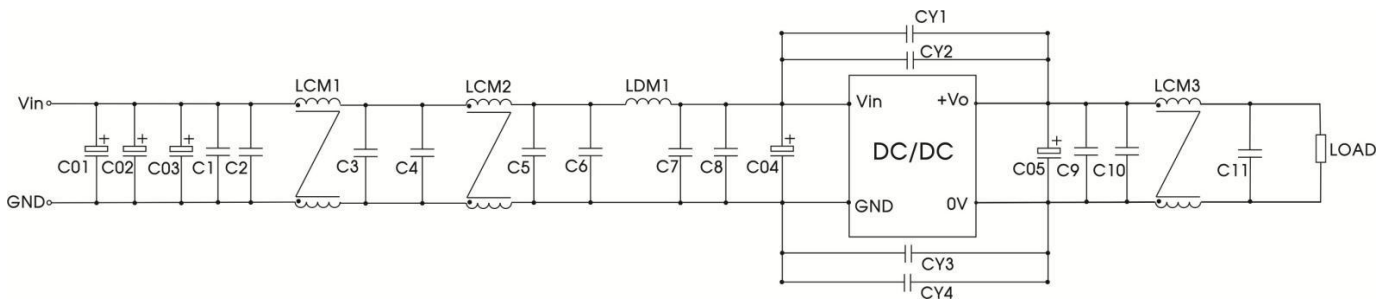 CY1
CY2
LCM1 LCM2 LDM1 LCM3
Vin Vin +Vo
+ + + + +
C01 C02 C03 C1 C2 C3 C4 C5 C6 C7 C8 C04 DC/DC C05 C9 C10 C11 LOAD
GND GND 0V
CY3
CY4